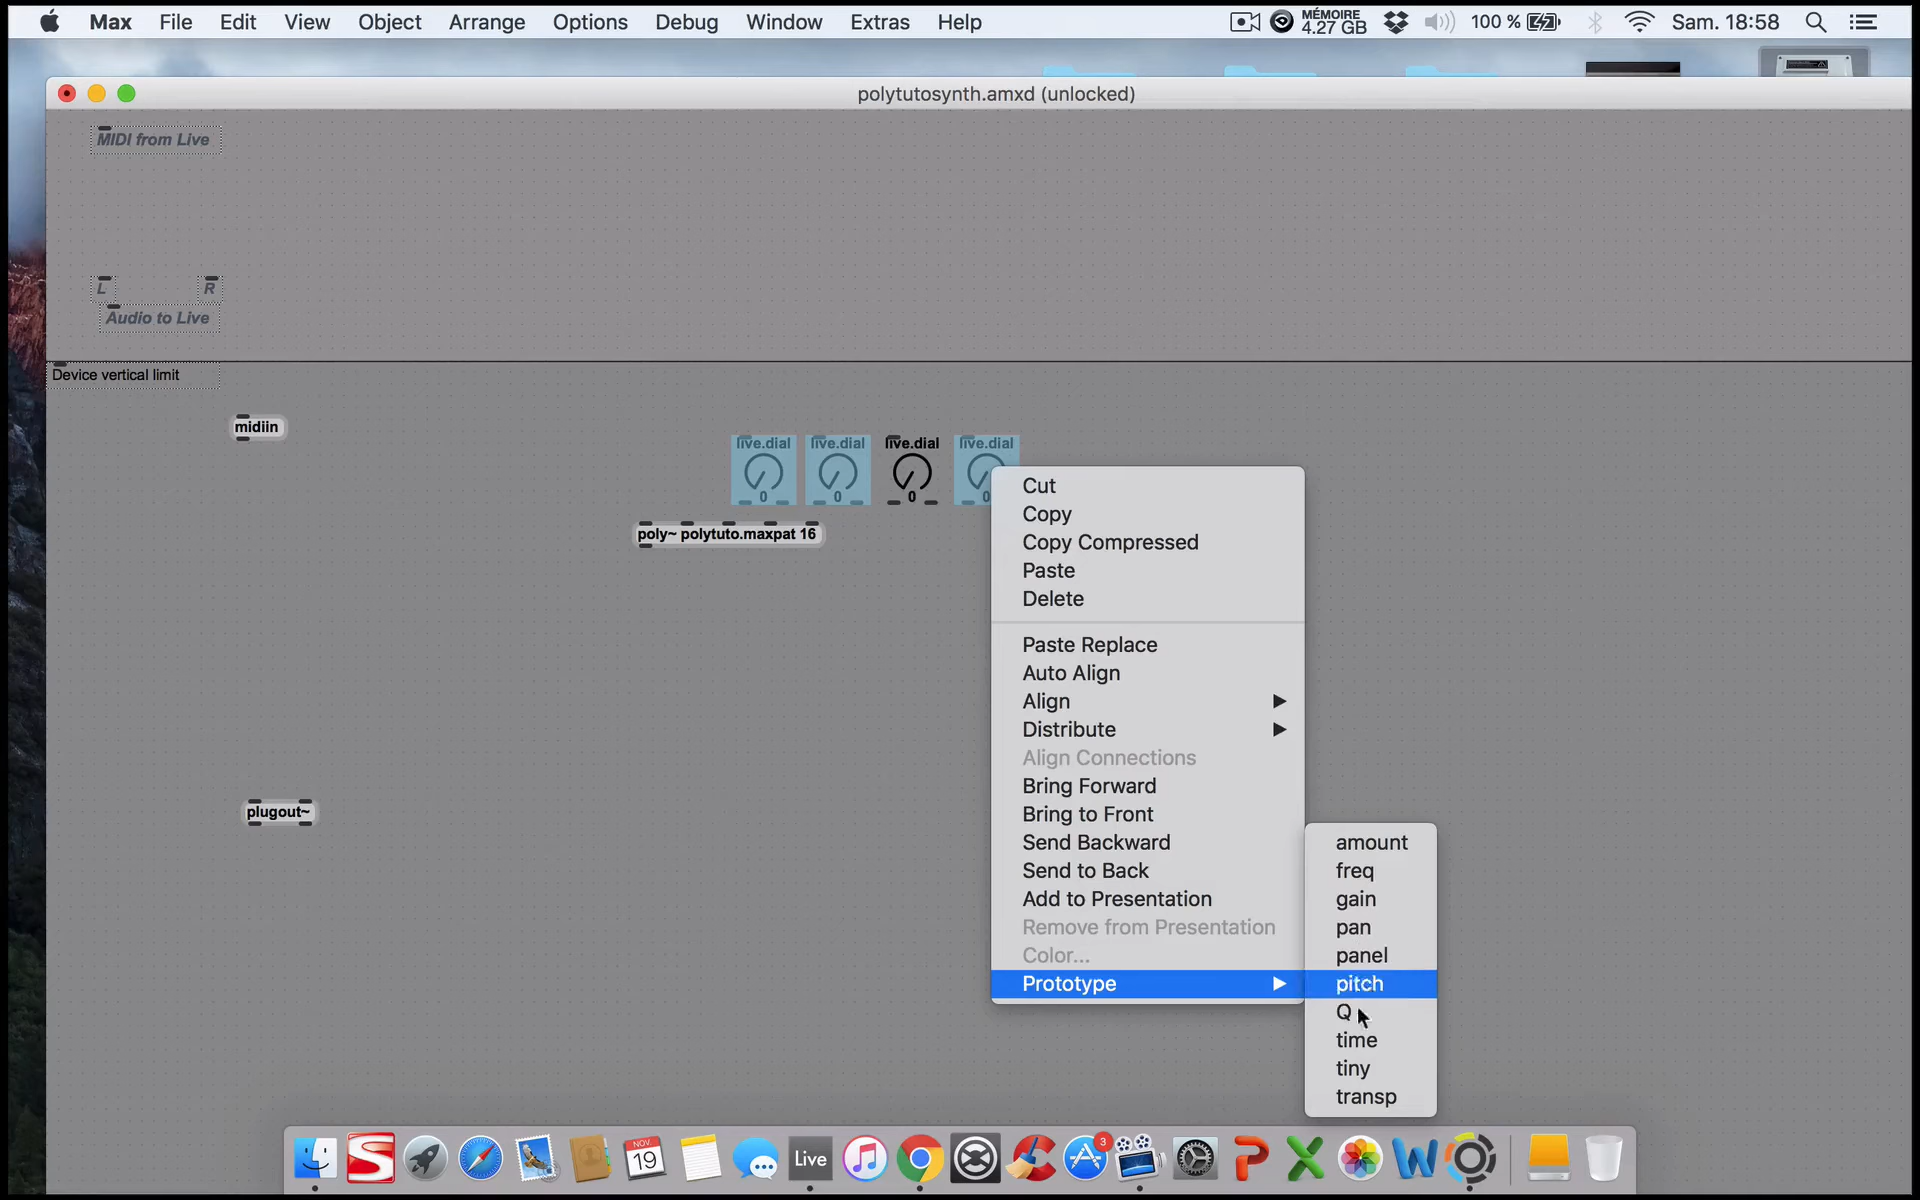 Max File Edit View Object Arrange Options Debug Window Extras Help MÉMOIRE 4.27 GB 100 % Sam. 18:58
polytutosynth.amxd (unlocked)
MIDI from Live
L R
Audio to Live
Device vertical limit
midiin
live.dial live.dial live.dial live.dial
0 0 0 0
poly~ polytuto.maxpat 16
plugout~
Cut
Copy
Copy Compressed
Paste
Delete
Paste Replace
Auto Align
Align
Distribute
Align Connections
Bring Forward
Bring to Front
Send Backward
Send to Back
Add to Presentation
Remove from Presentation
Color...
Prototype
amount
freq
gain
pan
panel
pitch
Q
time
tiny
transp
NOV.
19
Live
3